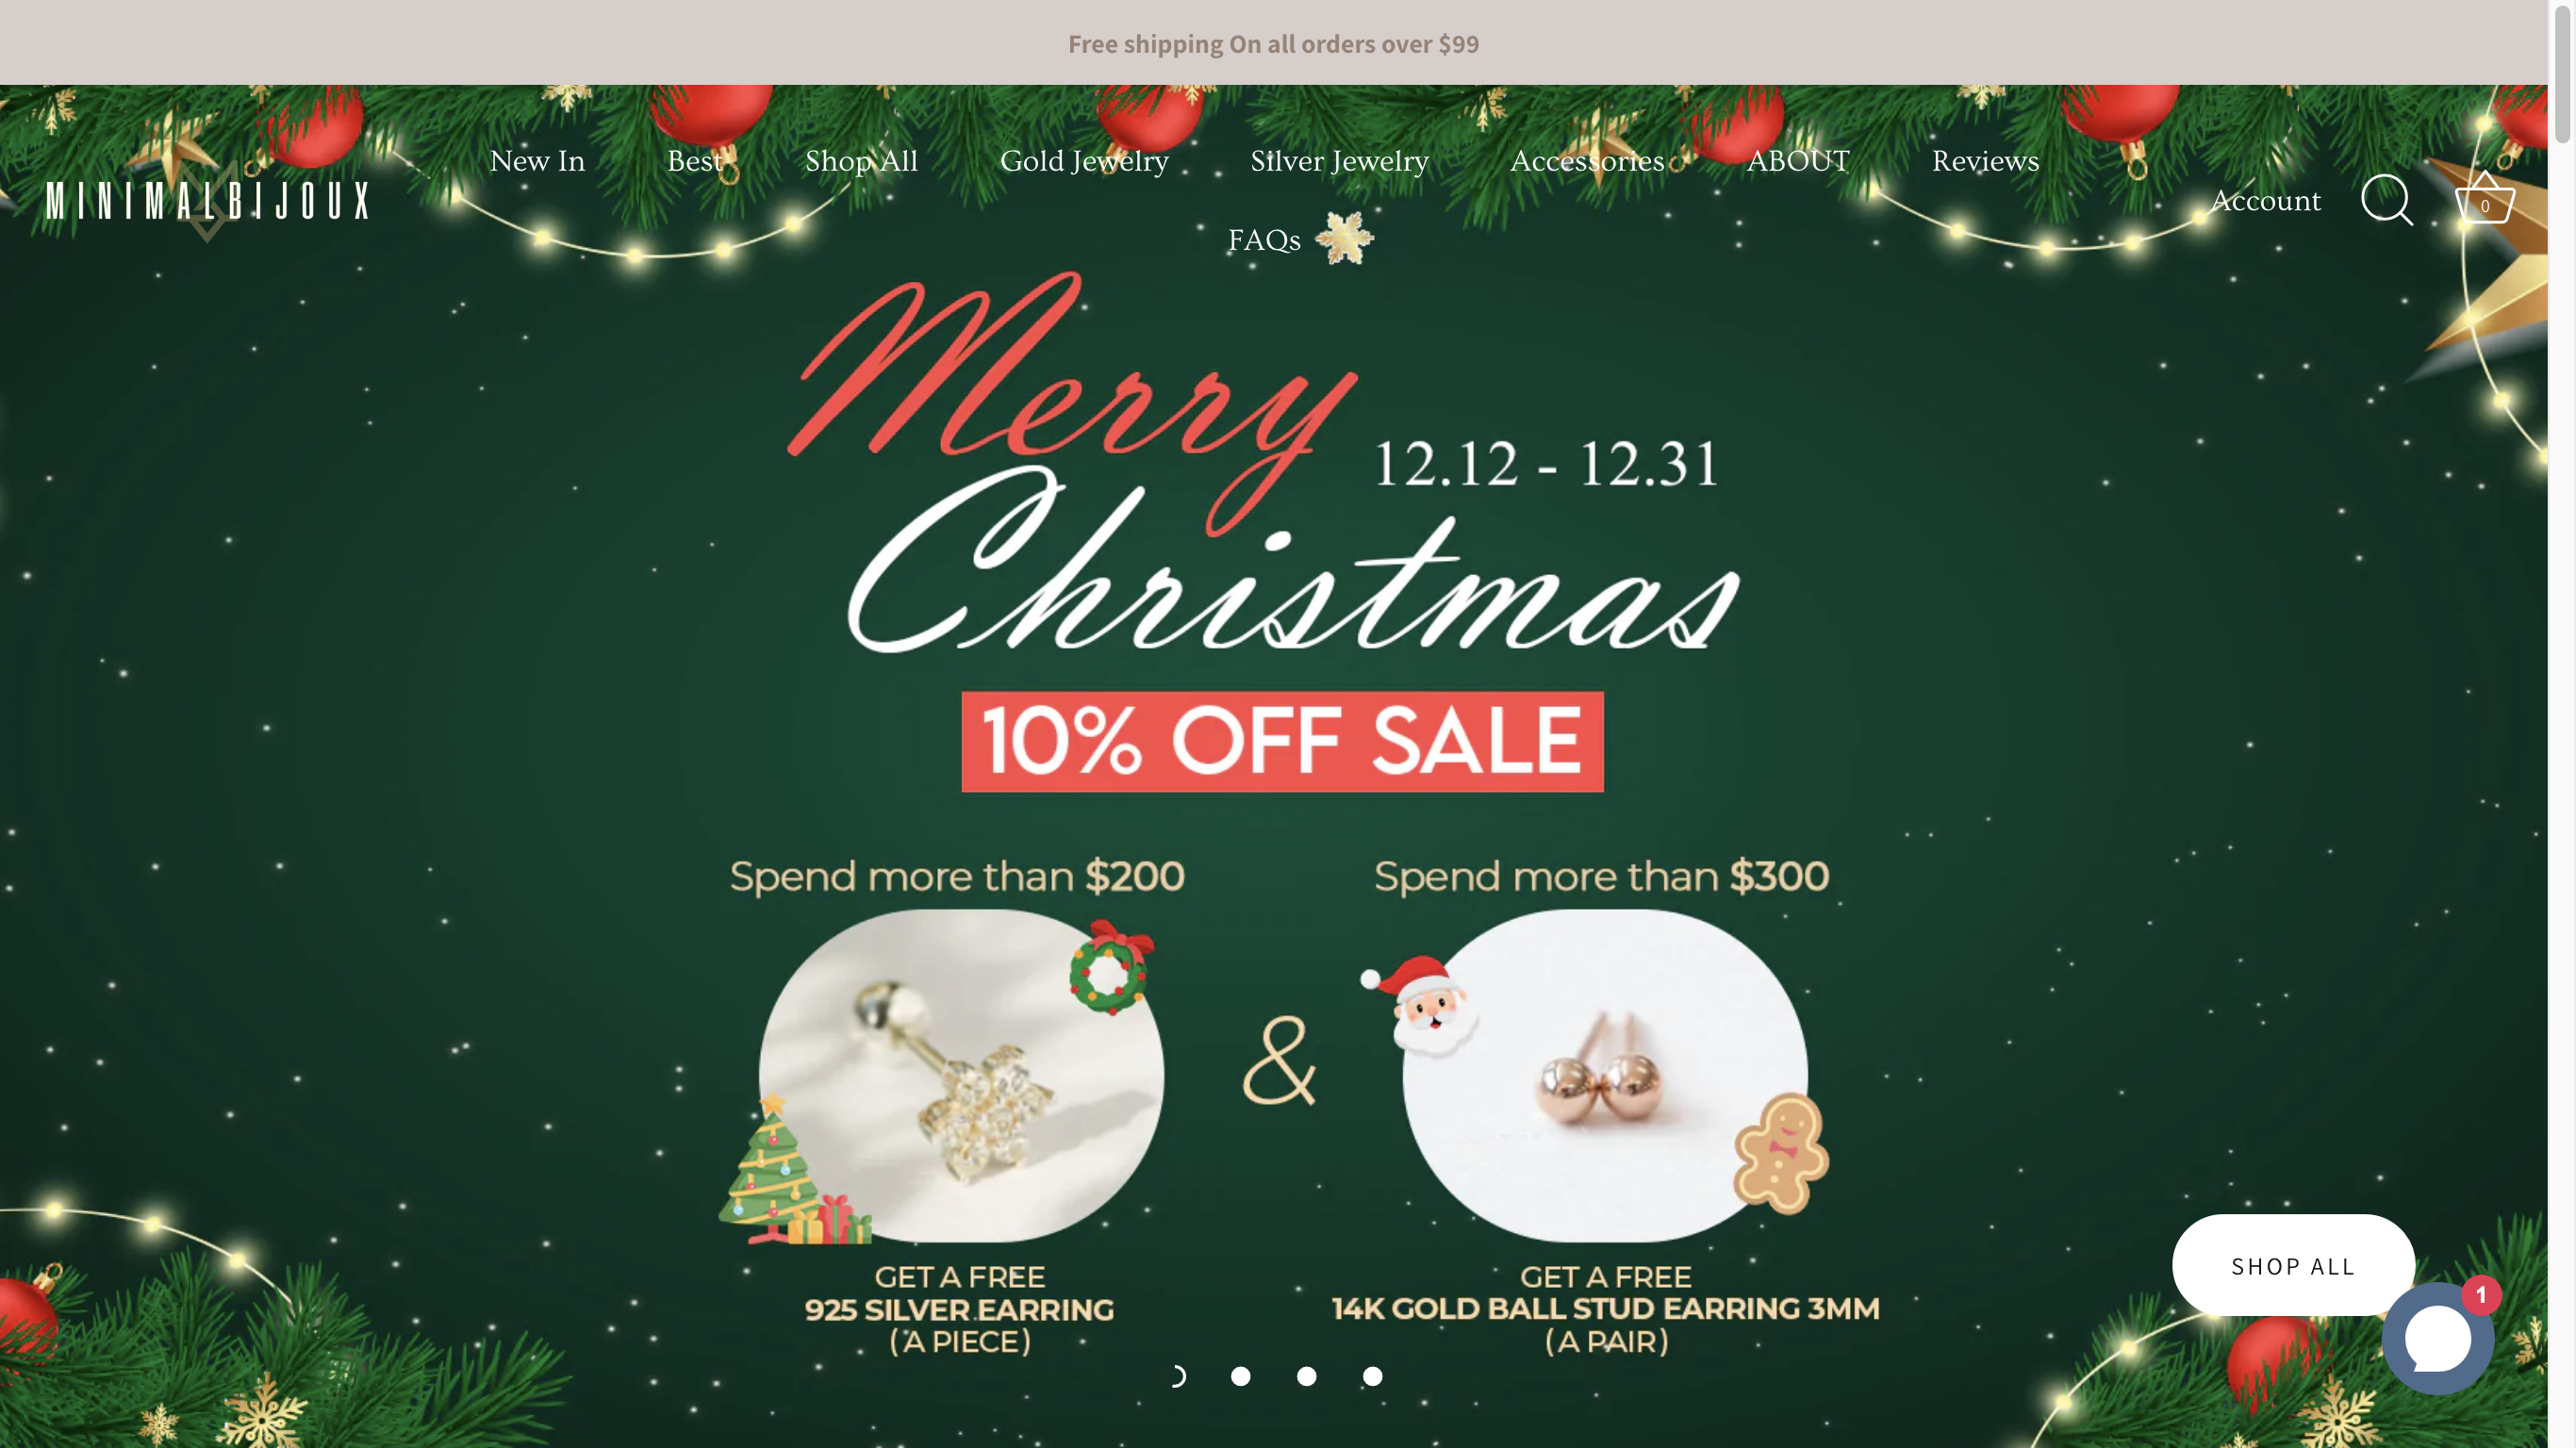 Free shipping On all orders over $99
New In Best Shop All Gold Jewelry Silver Jewelry Accessories ABOUT Reviews
MINIMALBIJOUX
Account
0
FAQs
Merry
12.12 - 12.31
Christmas
10% OFF SALE
Spend more than $200
Spend more than $300
&
GET A FREE
925 SILVER EARRING
(A PIECE)
GET A FREE
14K GOLD BALL STUD EARRING 3MM
(A PAIR)
SHOP ALL
1